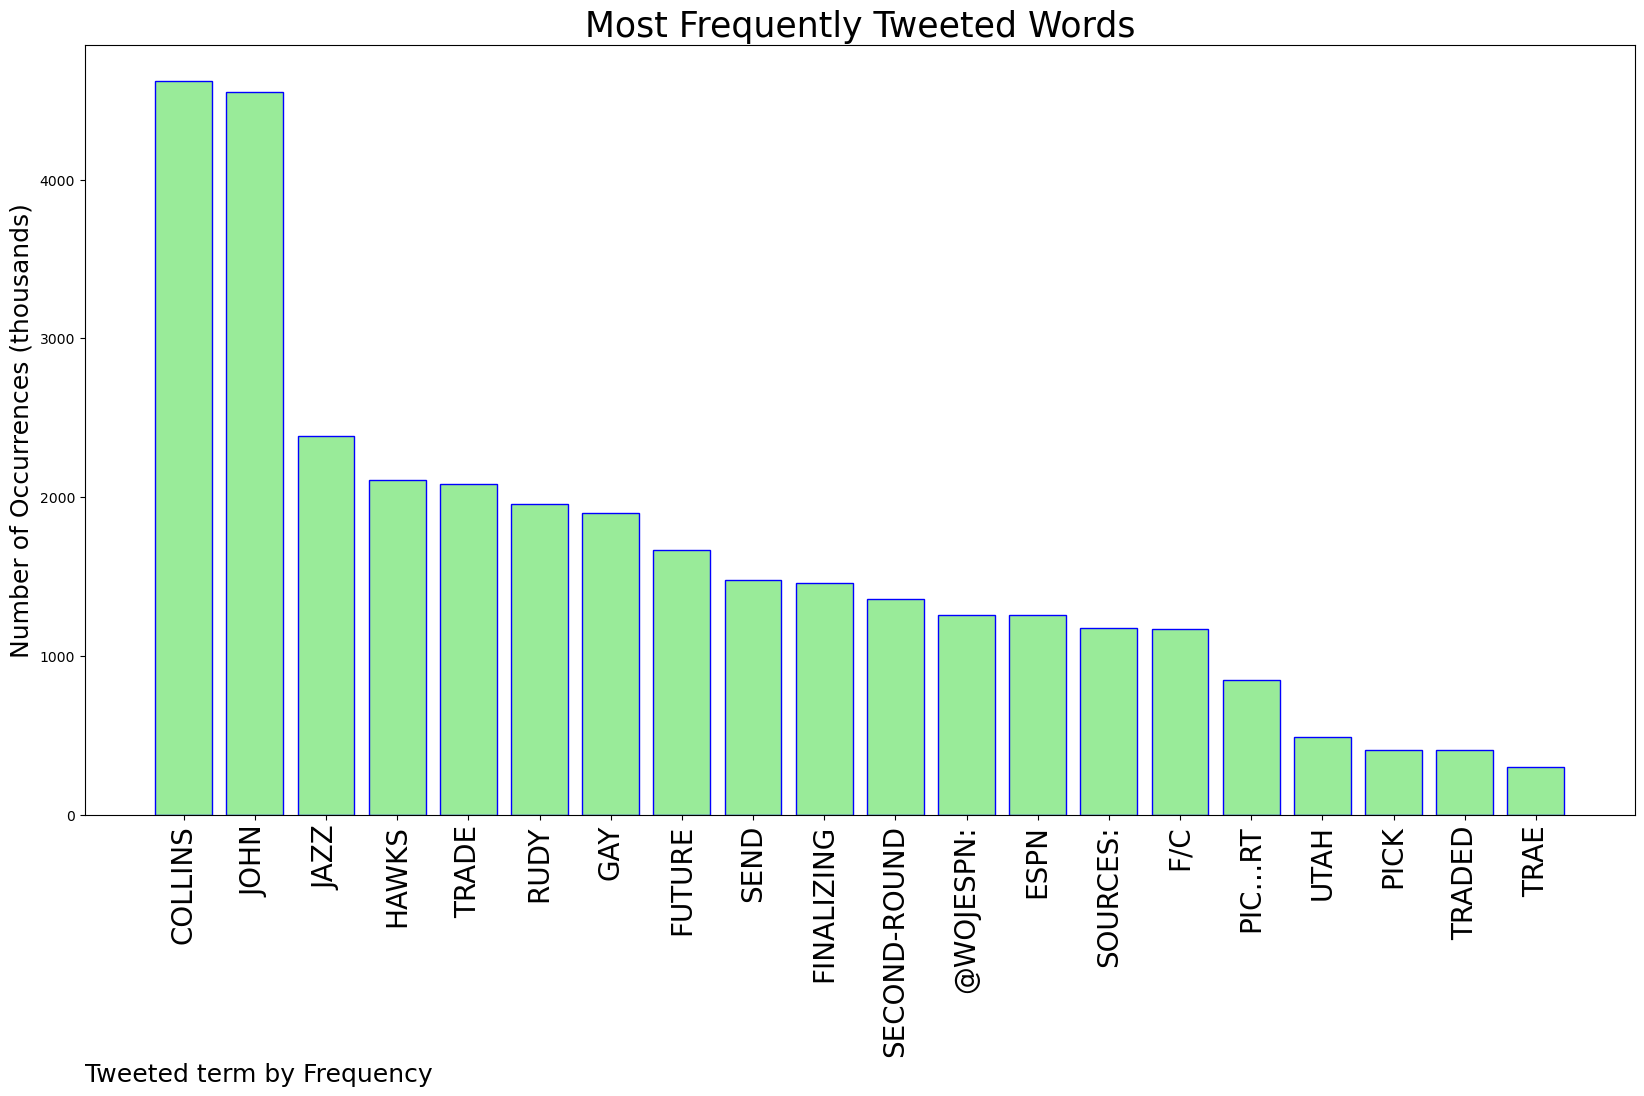 Most Frequently Tweeted Words
Number of Occurrences (thousands)
4000
3000
2000
1000
0
COLLINS
JOHN
JAZZ
HAWKS
TRADE
RUDY
GAY
FUTURE
SEND
FINALIZING
SECOND-ROUND
@WOJESPN:
ESPN
SOURCES:
F/C
PIC....RT
UTAH
PICK
TRADED
TRAE
Tweeted term by Frequency